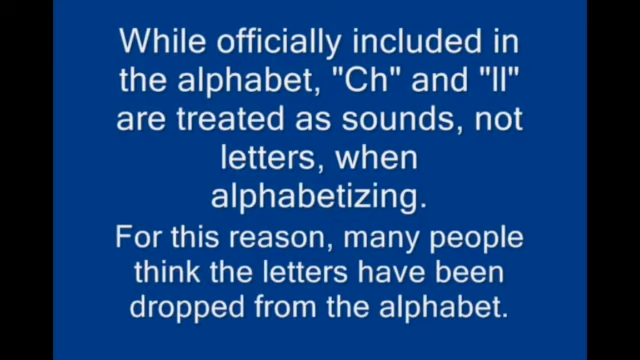 While officially included in
the alphabet, "Ch" and "ll"
are treated as sounds, not
letters, when
alphabetizing.
For this reason, many people
think the letters have been
dropped from the alphabet.